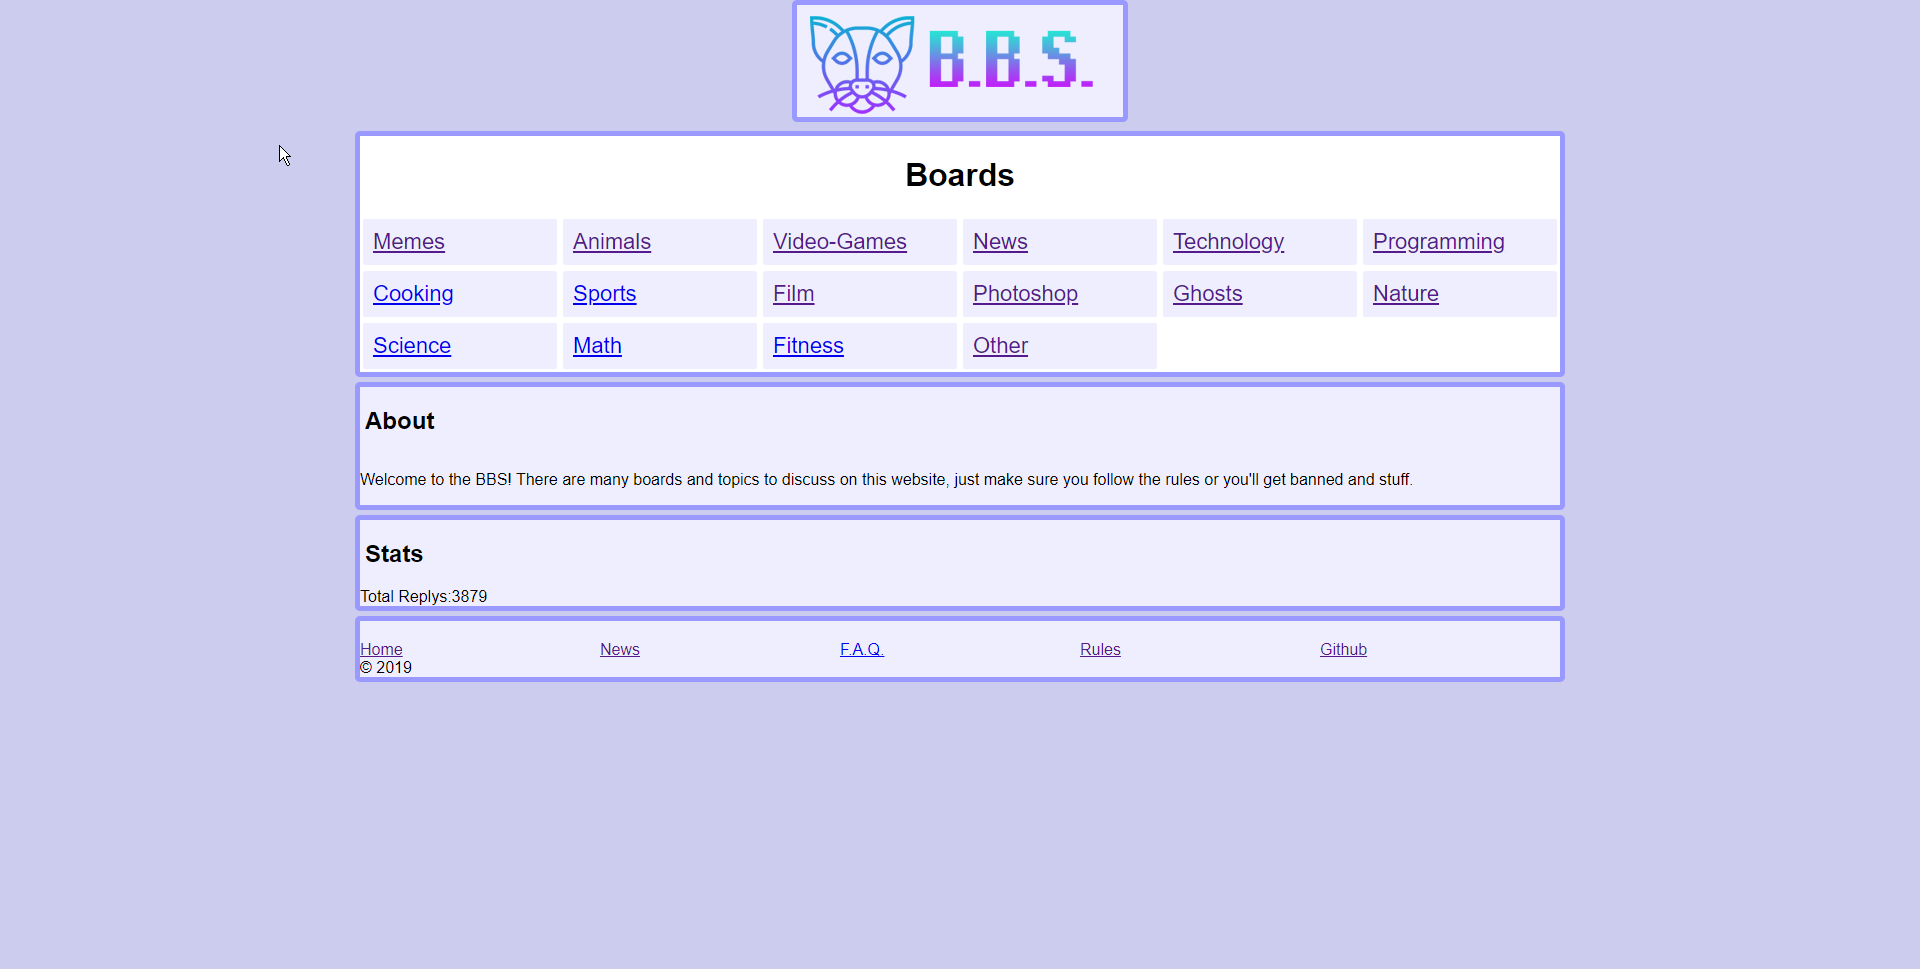 B.B.S.
Boards
Memes Animals Video-Games News Technology Programming
Cooking Sports Film Photoshop Ghosts Nature
Science Math Fitness Other
About
Welcome to the BBS! There are many boards and topics to discuss on this website, just make sure you follow the rules or you'll get banned and stuff.
Stats
Total Replys:3879
Home News F.A.Q. Rules Github
© 2019